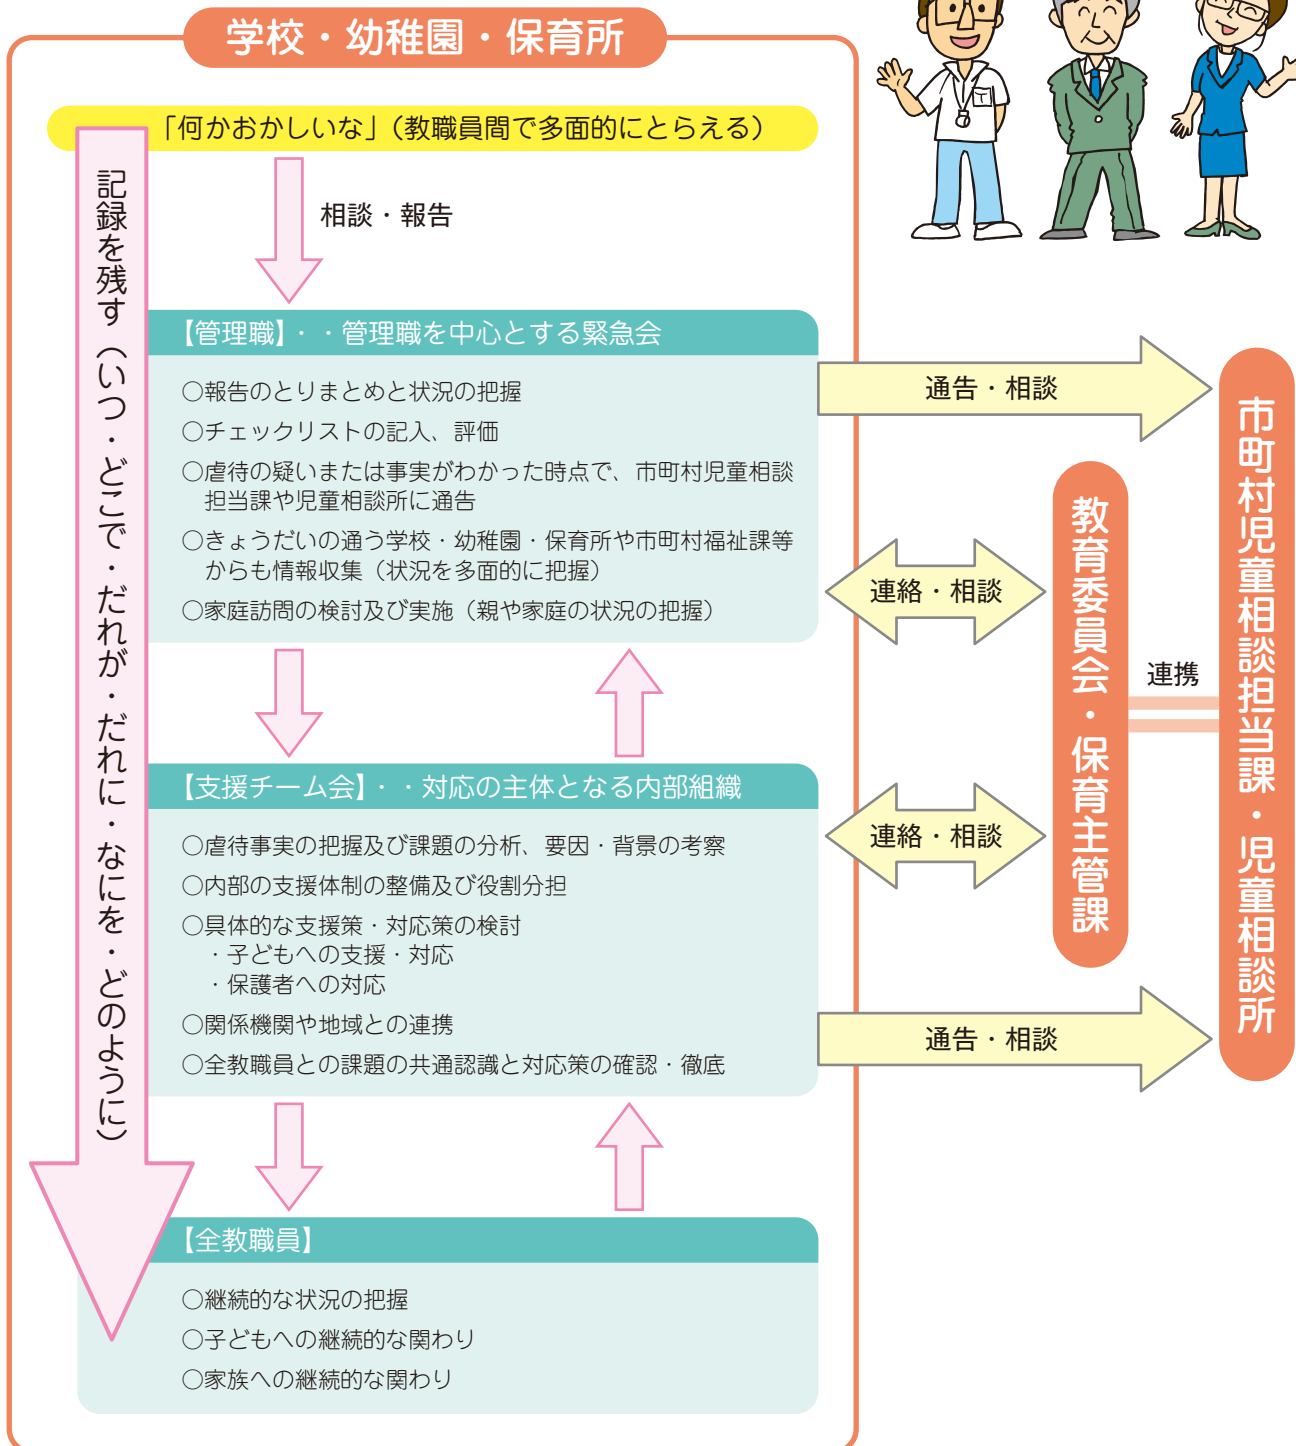 学校・幼稚園・保育所
「何かおかしいな」（教職員間で多面的にとらえる）
記録を残す（いつ・どこで・だれが・だれに・なにを・どのように）
相談・報告
【管理職】・・管理職を中心とする緊急会
○報告のとりまとめと状況の把握
○チェックリストの記入、評価
○虐待の疑いまたは事実がわかった時点で、市町村児童相談
担当課や児童相談所に通告
○きょうだいの通う学校・幼稚園・保育所や市町村福祉課等
からも情報収集（状況を多面的に把握）
○家庭訪問の検討及び実施（親や家庭の状況の把握）
通告・相談
連絡・相談
【支援チーム会】・・対応の主体となる内部組織
○虐待事実の把握及び課題の分析、要因・背景の考察
○内部の支援体制の整備及び役割分担
○具体的な支援策・対応策の検討
・子どもへの支援・対応
・保護者への対応
○関係機関や地域との連携
○全教職員との課題の共通認識と対応策の確認・徹底
連絡・相談
通告・相談
教育委員会・保育主管課
連携
市町村児童相談担当課・児童相談所
【全教職員】
○継続的な状況の把握
○子どもへの継続的な関わり
○家族への継続的な関わり